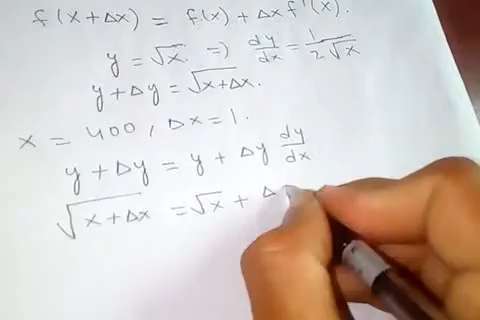 f(x+Δx) = f(x) + Δx f'(x).
y = √x. ⇒ dy/dx = 1/2√x
y+Δy = √x+Δx.
x = 400, Δx = 1.
y+Δy = y + Δy dy/dx
√x+Δx = √x + Δ